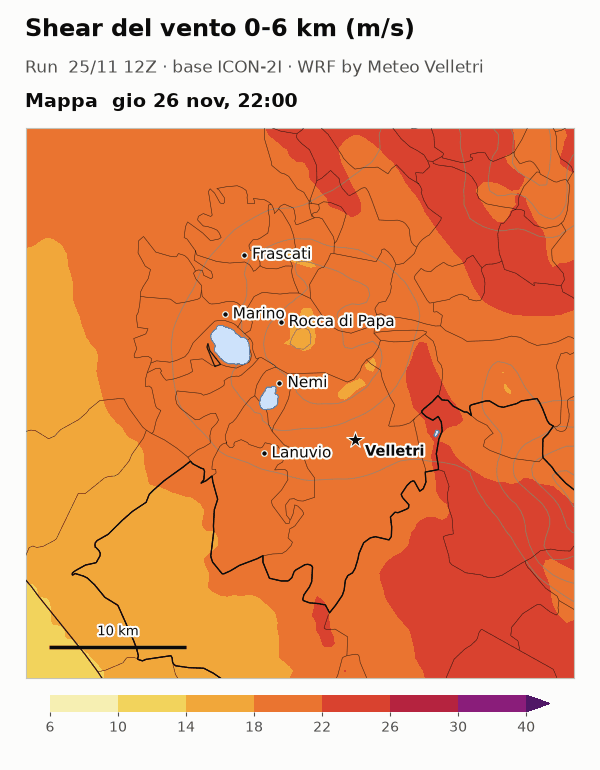 Shear del vento 0-6 km (m/s)
Run  25/11 12Z · base ICON-2I · WRF by Meteo Velletri
Mappa  gio 26 nov, 22:00
Frascati
Marino
Rocca di Papa
Nemi
Velletri
Lanuvio
10 km
6 10 14 18 22 26 30 40